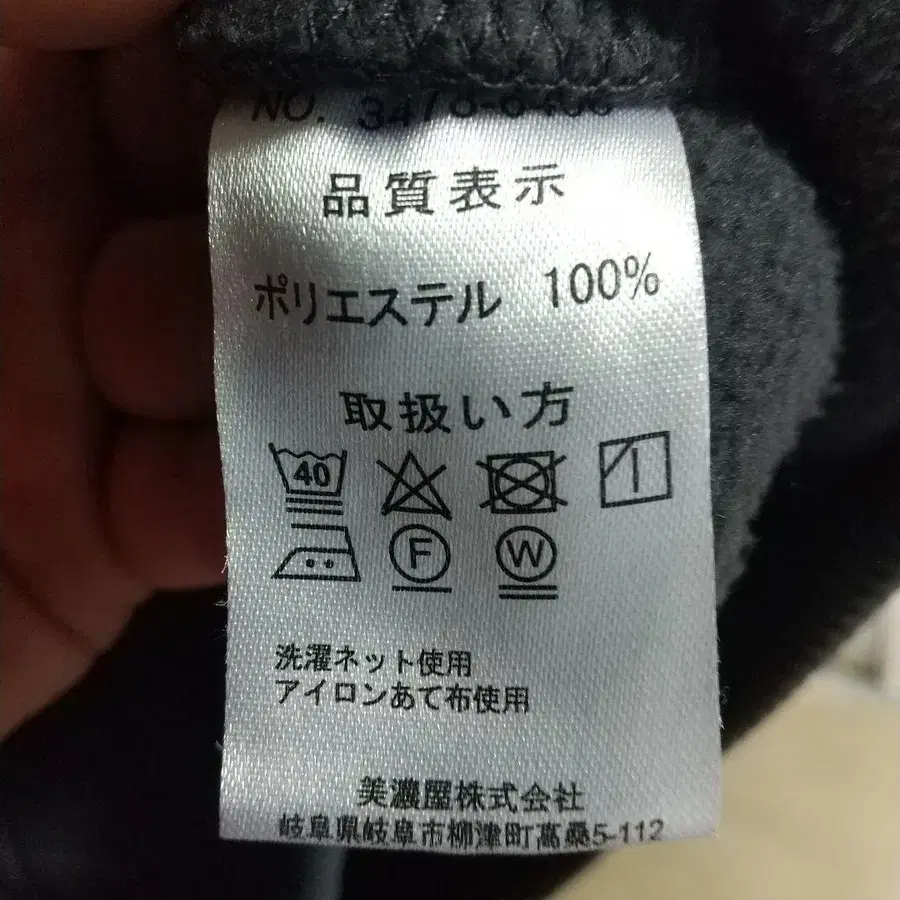 NO.
品質表示
ポリエステル 100%
取扱い方
40
F W
洗濯ネット使用
アイロンあて布使用
美濃屋株式会社
岐阜県岐阜市柳津町高桑5-112